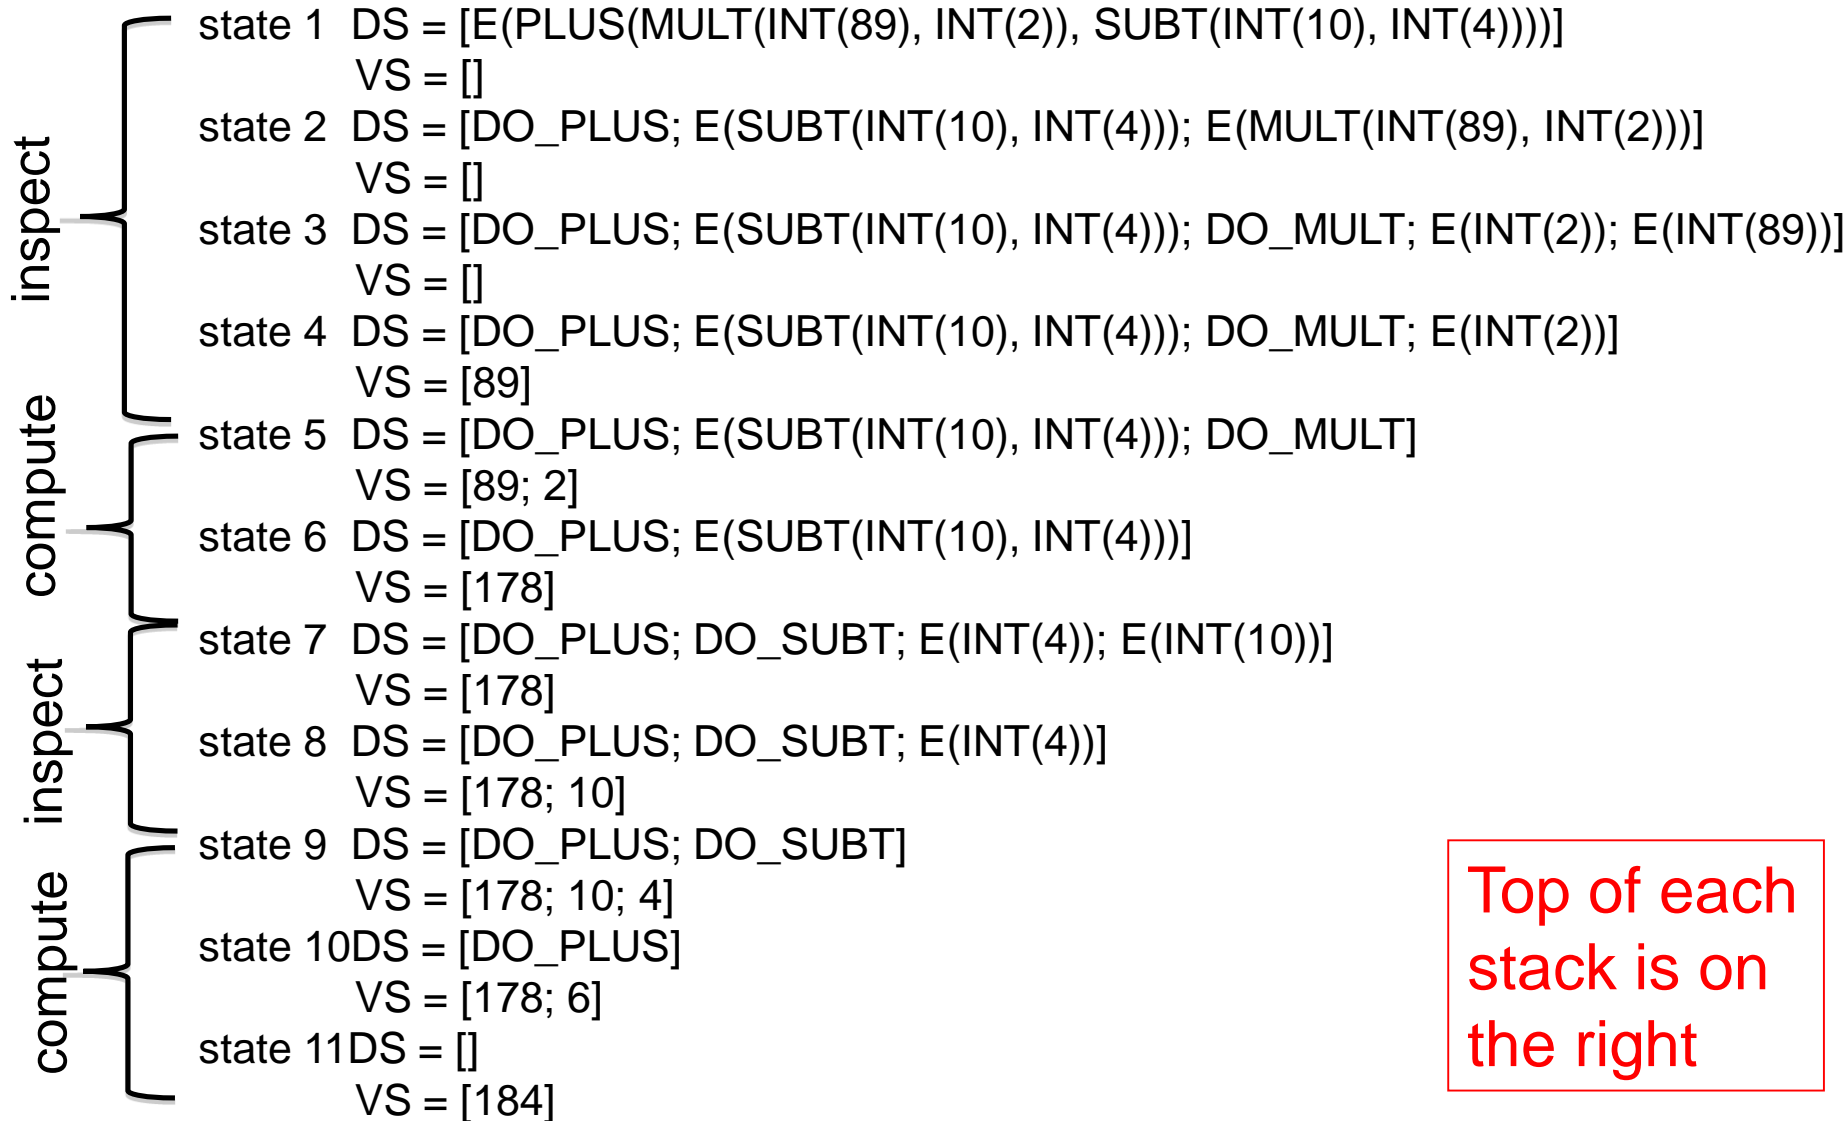 state 1 DS = [E(PLUS(MULT(INT(89), INT(2)), SUBT(INT(10), INT(4))))]
VS = []
state 2 DS = [DO_PLUS; E(SUBT(INT(10), INT(4))); E(MULT(INT(89), INT(2)))]
VS = []
state 3 DS = [DO_PLUS; E(SUBT(INT(10), INT(4))); DO_MULT; E(INT(2)); E(INT(89))]
VS = []
state 4 DS = [DO_PLUS; E(SUBT(INT(10), INT(4))); DO_MULT; E(INT(2))]
VS = [89]
inspect
state 5 DS = [DO_PLUS; E(SUBT(INT(10), INT(4))); DO_MULT]
VS = [89; 2]
state 6 DS = [DO_PLUS; E(SUBT(INT(10), INT(4)))]
VS = [178]
compute
state 7 DS = [DO_PLUS; DO_SUBT; E(INT(4)); E(INT(10))]
VS = [178]
state 8 DS = [DO_PLUS; DO_SUBT; E(INT(4))]
VS = [178; 10]
inspect
state 9 DS = [DO_PLUS; DO_SUBT]
VS = [178; 10; 4]
state 10DS = [DO_PLUS]
VS = [178; 6]
state 11DS = []
VS = [184]
compute
Top of each
stack is on
the right